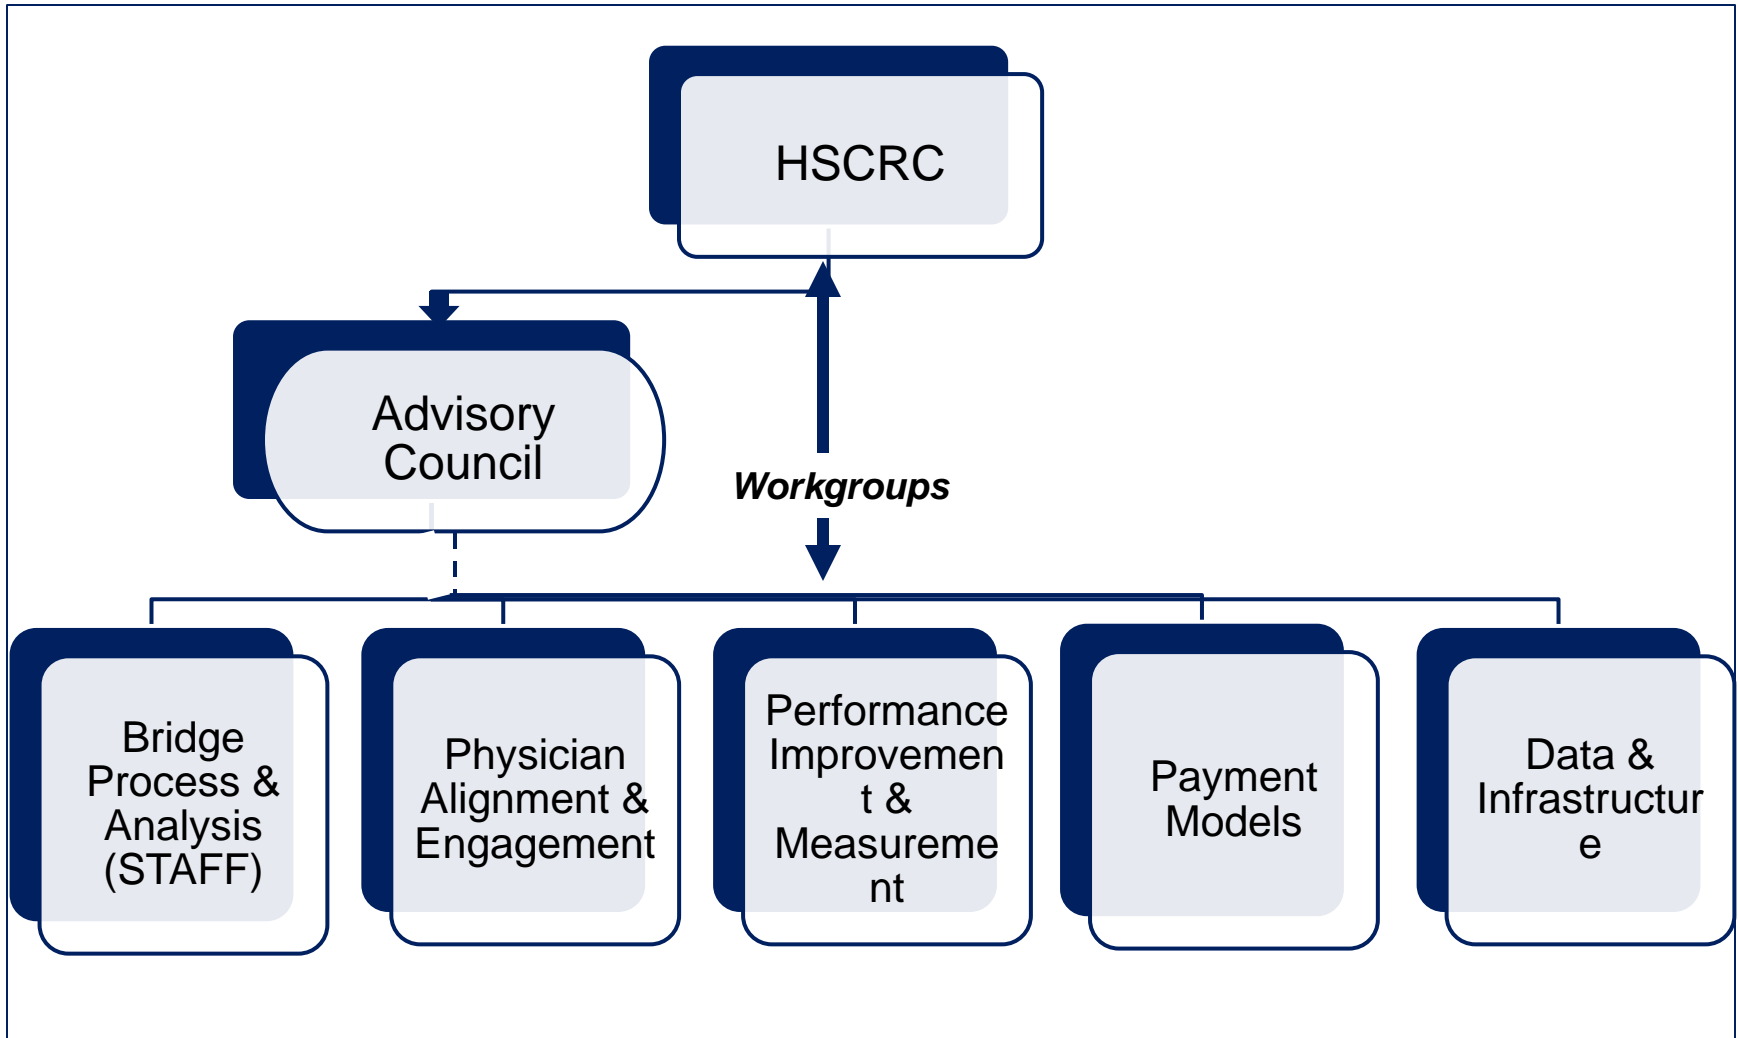 HSCRC
Advisory
Council
Workgroups
Bridge
Process &
Analysis
(STAFF)
Physician
Alignment &
Engagement
Performance
Improvemen
t &
Measureme
nt
Payment
Models
Data &
Infrastructur
e